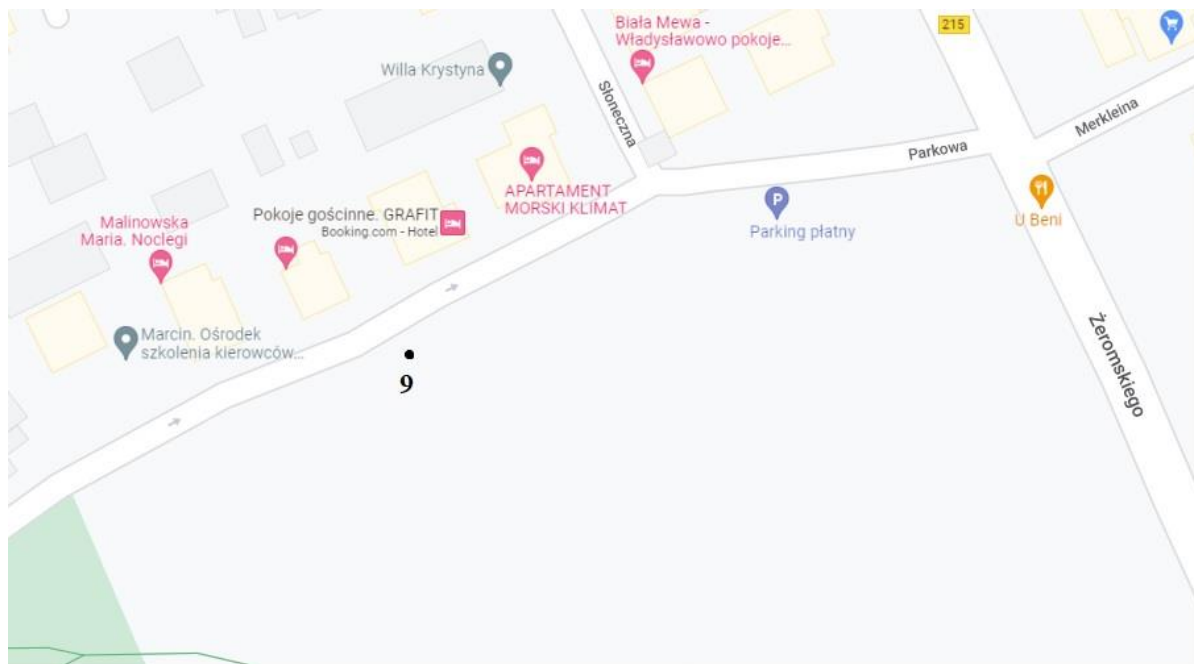 Biała Mewa -
Władysławowo pokoje...
215
Willa Krystyna
Słoneczna
Merkleina
Parkowa
APARTAMENT
MORSKI KLIMAT
P
Parking płatny
U Beni
Pokoje gościnne. GRAFIT
Booking.com - Hotel
Malinowska
Maria. Noclegi
Marcin. Ośrodek
szkolenia kierowców...
9
Żeromskiego